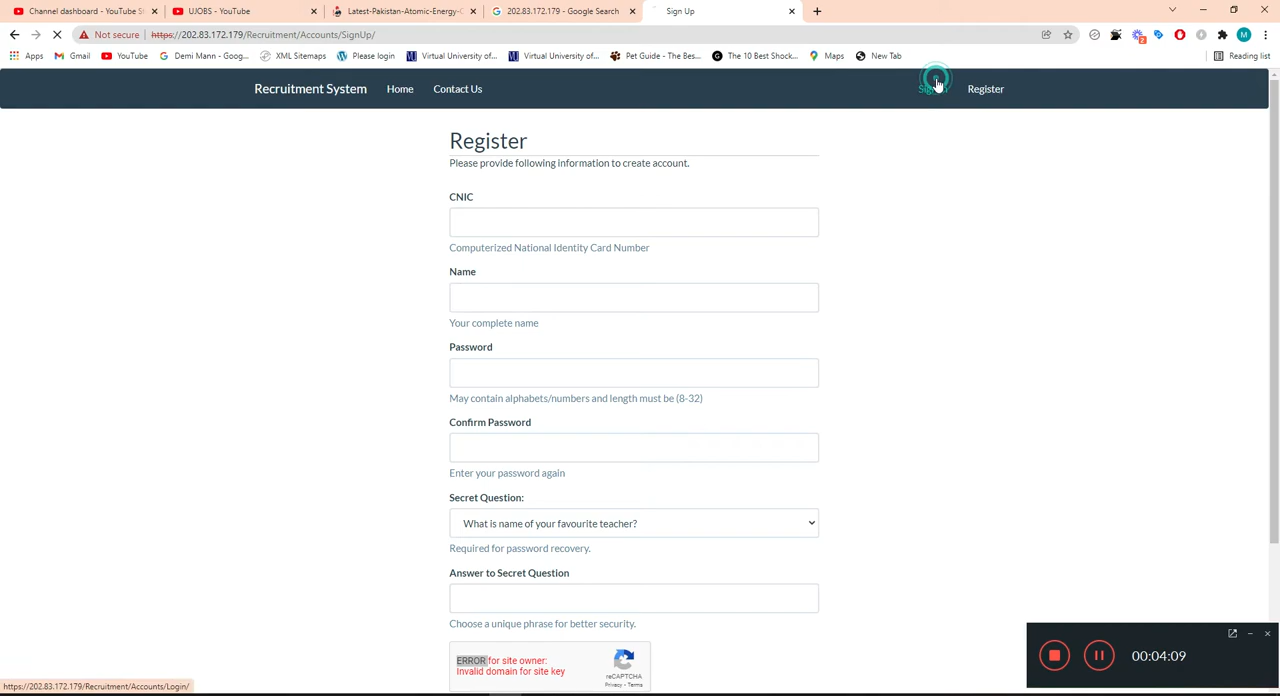 Channel dashboard - YouTube St
UJOBS - YouTube
Latest-Pakistan-Atomic-Energy-C
202.83.172.179 - Google Search
Sign Up
Not secure
https://202.83.172.179/Recruitment/Accounts/SignUp/
M
Apps
Gmail
YouTube
Demi Mann - Goog...
XML Sitemaps
Please login
Virtual University of...
Virtual University of...
Pet Guide - The Bes...
The 10 Best Shock...
Maps
New Tab
Reading list
Recruitment System
Home
Contact Us
Register
Register
Please provide following information to create account.
CNIC
Computerized National Identity Card Number
Name
Your complete name
Password
May contain alphabets/numbers and length must be (8-32)
Confirm Password
Enter your password again
Secret Question:
What is name of your favourite teacher?
Required for password recovery.
Answer to Secret Question
Choose a unique phrase for better security.
ERROR for site owner:
Invalid domain for site key
reCAPTCHA
Privacy - Terms
00:04:09
https://202.83.172.179/Recruitment/Accounts/Login/